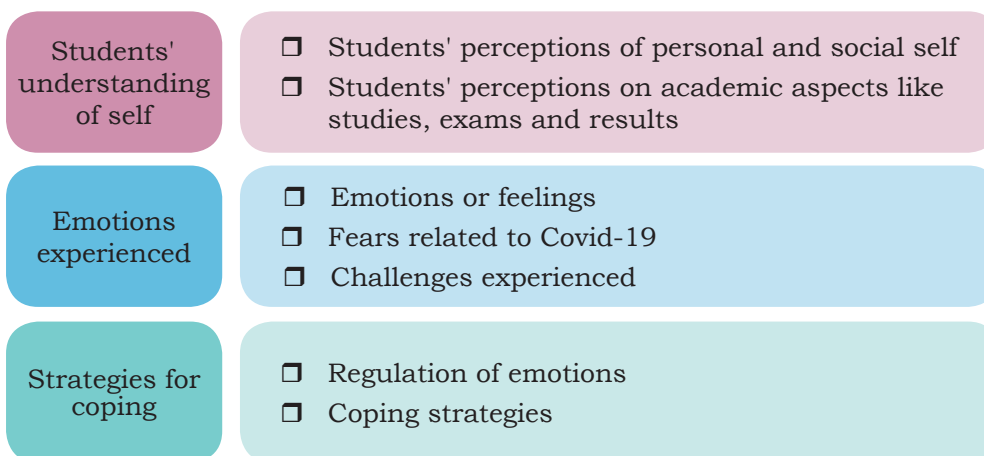 Students'
understanding
of self
❒ Students' perceptions of personal and social self
❒ Students' perceptions on academic aspects like
studies, exams and results
Emotions
experienced
❒ Emotions or feelings
❒ Fears related to Covid-19
❒ Challenges experienced
Strategies for
coping
❒ Regulation of emotions
❒ Coping strategies